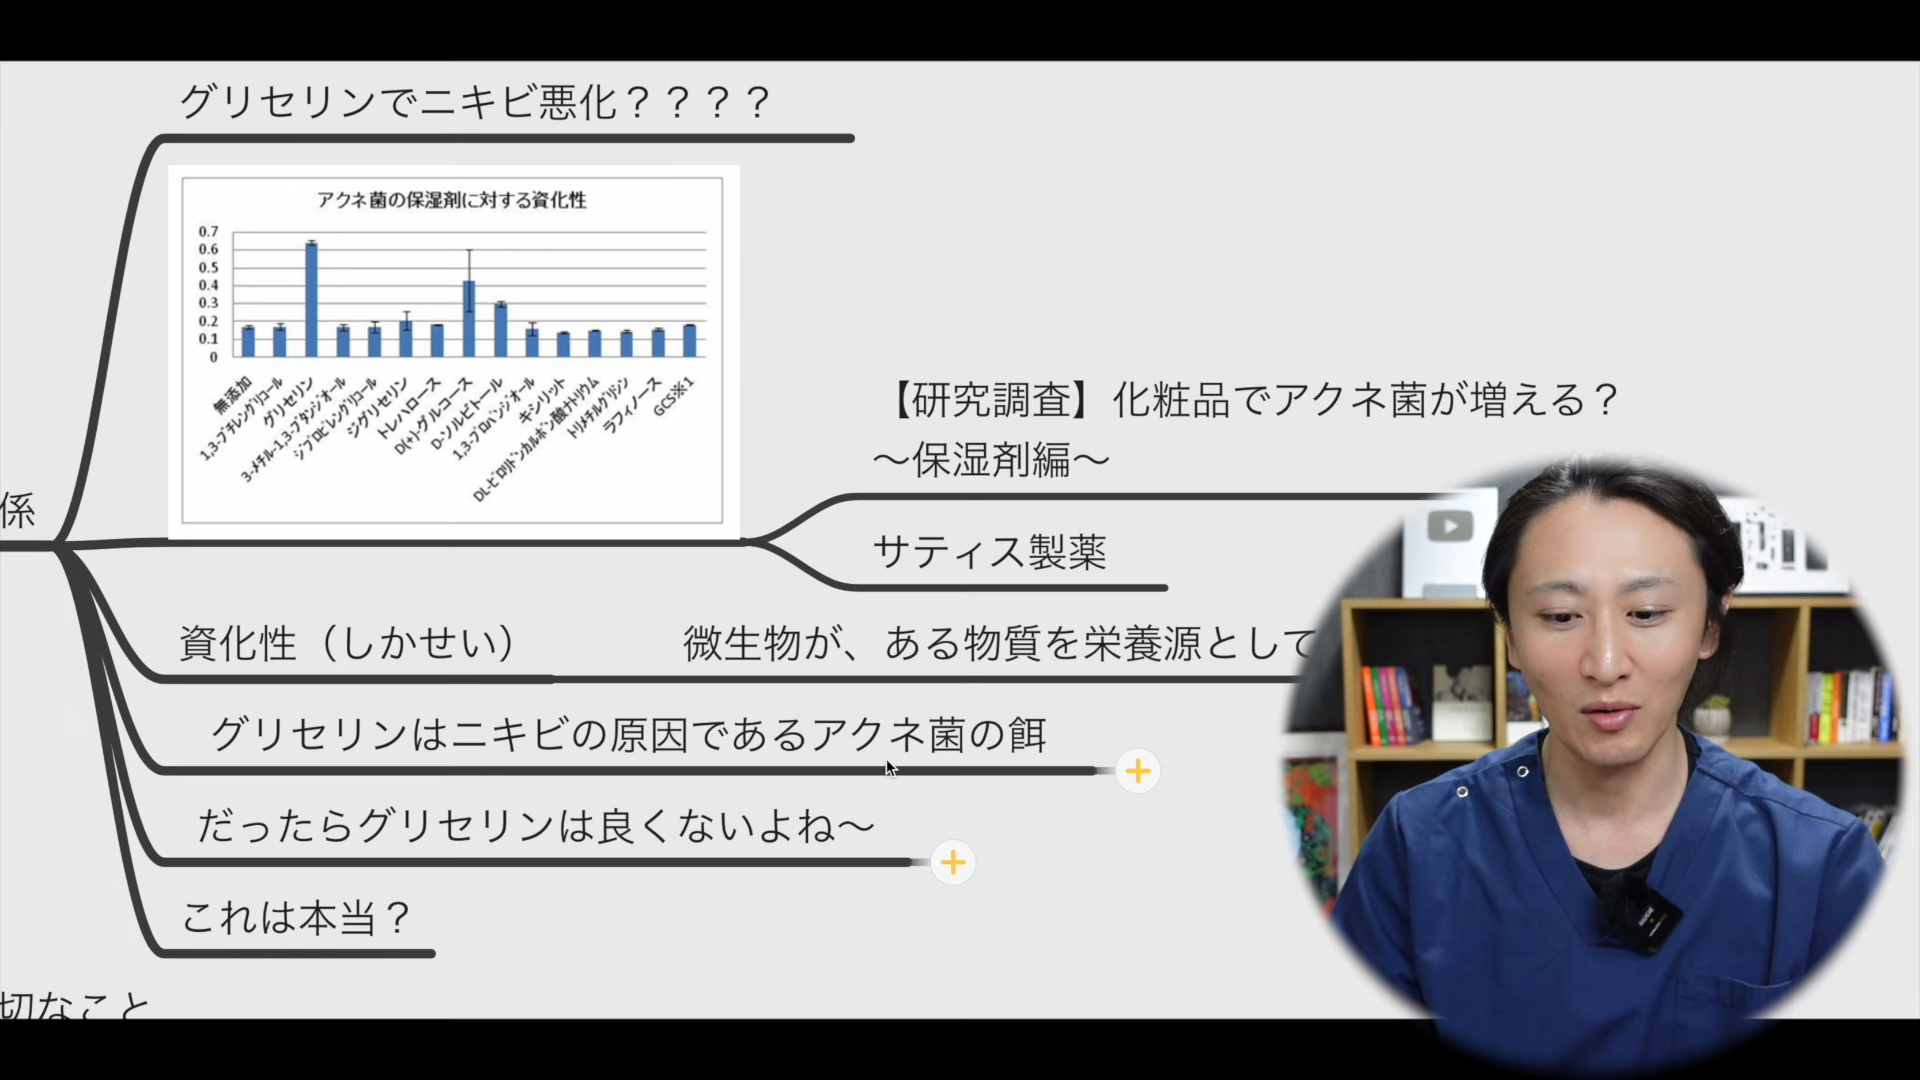 グリセリンでニキビ悪化？？？？
アクネ菌の保湿剤に対する資化性
0.7
0.6
0.5
0.4
0.3
0.2
0.1
0
無添加
1,3-ブチレングリコール
グリセリン
3-メチル-1,3-ブタンジオール
ジプロピレングリコール
ジグリセリン
トレハロース
D(+)-グルコース
D-ソルビトール
1,3-プロパンジオール
キシリット
DL-ピロリドンカルボン酸ナトリウム
トリメチルグリシン
ラフィノース
GCS※1
【研究調査】化粧品でアクネ菌が増える？
〜保湿剤編〜
係
サティス製薬
資化性（しかせい）
微生物が、ある物質を栄養源として
グリセリンはニキビの原因であるアクネ菌の餌
だったらグリセリンは良くないよね〜
これは本当？
切なこと